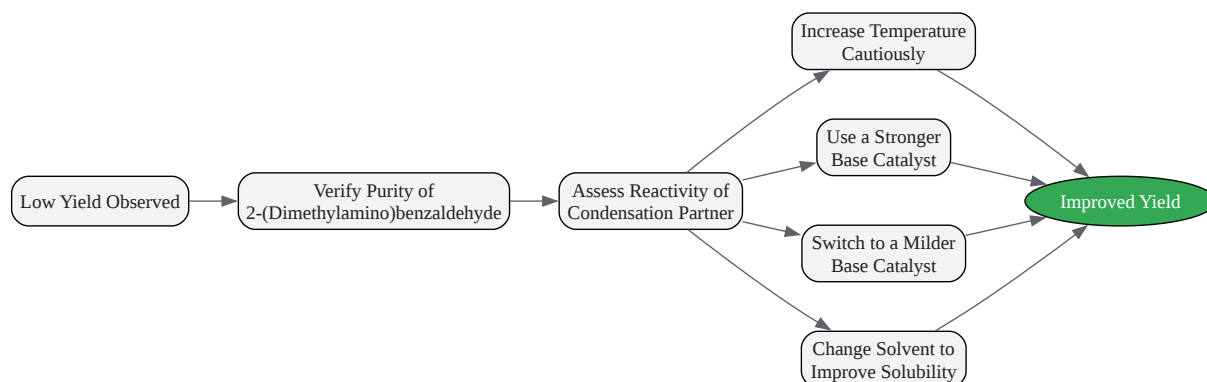 Low Yield Observed
Verify Purity of
2-(Dimethylamino)benzaldehyde
Assess Reactivity of
Condensation Partner
Increase Temperature
Cautiously
Use a Stronger
Base Catalyst
Switch to a Milder
Base Catalyst
Change Solvent to
Improve Solubility
Improved Yield